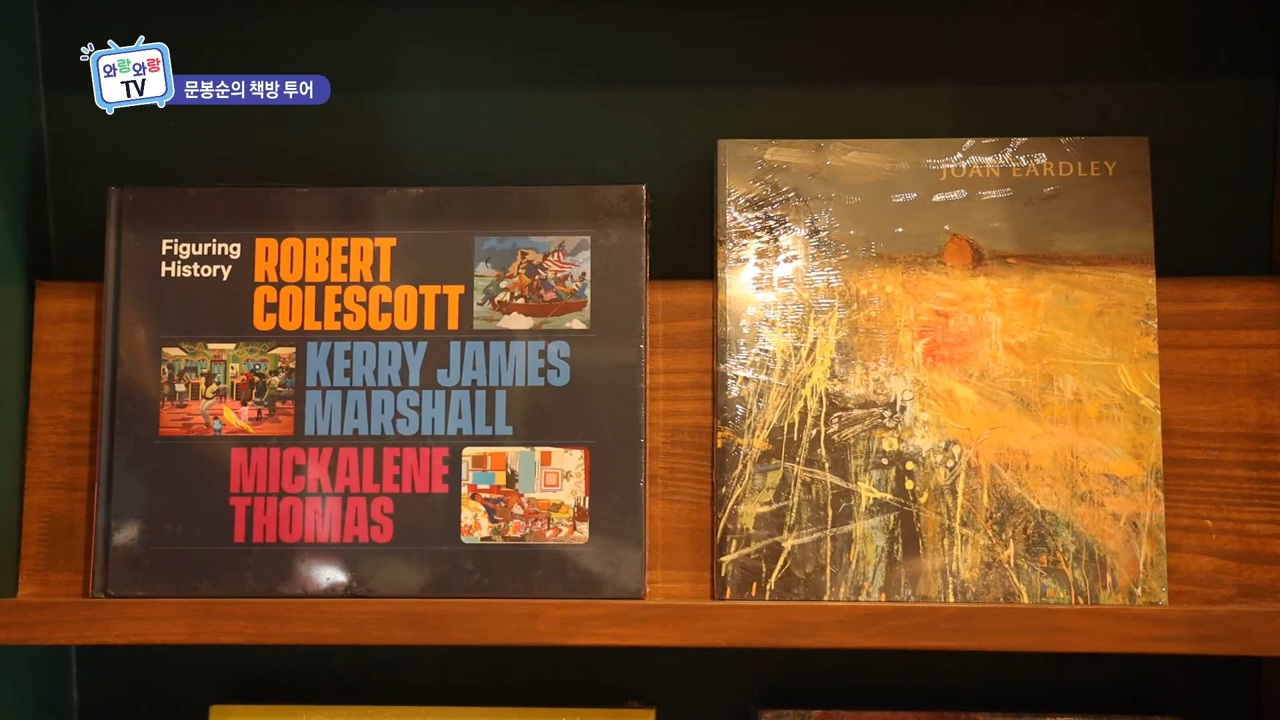 와랑와랑
TV
문봉순의 책방 투어
Figuring
History
ROBERT
COLESCOTT
KERRY JAMES
MARSHALL
MICKALENE
THOMAS
JOAN EARDLEY